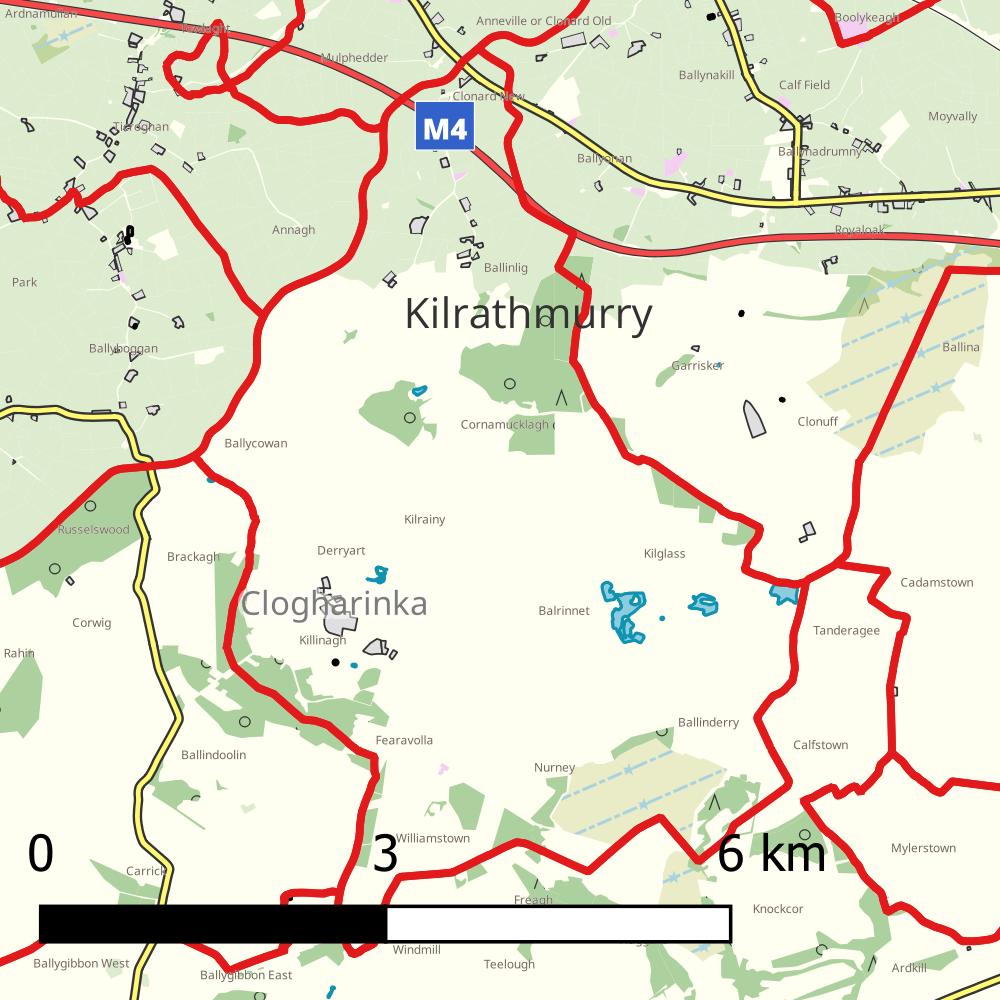 Ardnamullan
Anneville or Clonard Old
Boolykeagh
Mulphedder
Ballynakill
Calf Field
Clonard New
Moyvally
M4
Ticroghan
Ballyonan
Ballynadrumny
Annagh
Royaloak
Park
Ballinlig
Kilrathmurry
Ballyboggan
Garrisker
Ballina
Cornamucklagh
Clonuff
Ballycowan
Kilrainy
Russelswood
Brackagh
Derryart
Kilglass
Cadamstown
Clogharinka
Balrinnet
Corwig
Tanderagee
Killinagh
Rahin
Ballinderry
Fearavolla
Calfstown
Ballindoolin
Nurney
Williamstown
0 3 6 km
Mylerstown
Carrick
Freagh
Knockcor
Windmill
Ballygibbon West
Teelough
Ardkill
Ballygibbon East